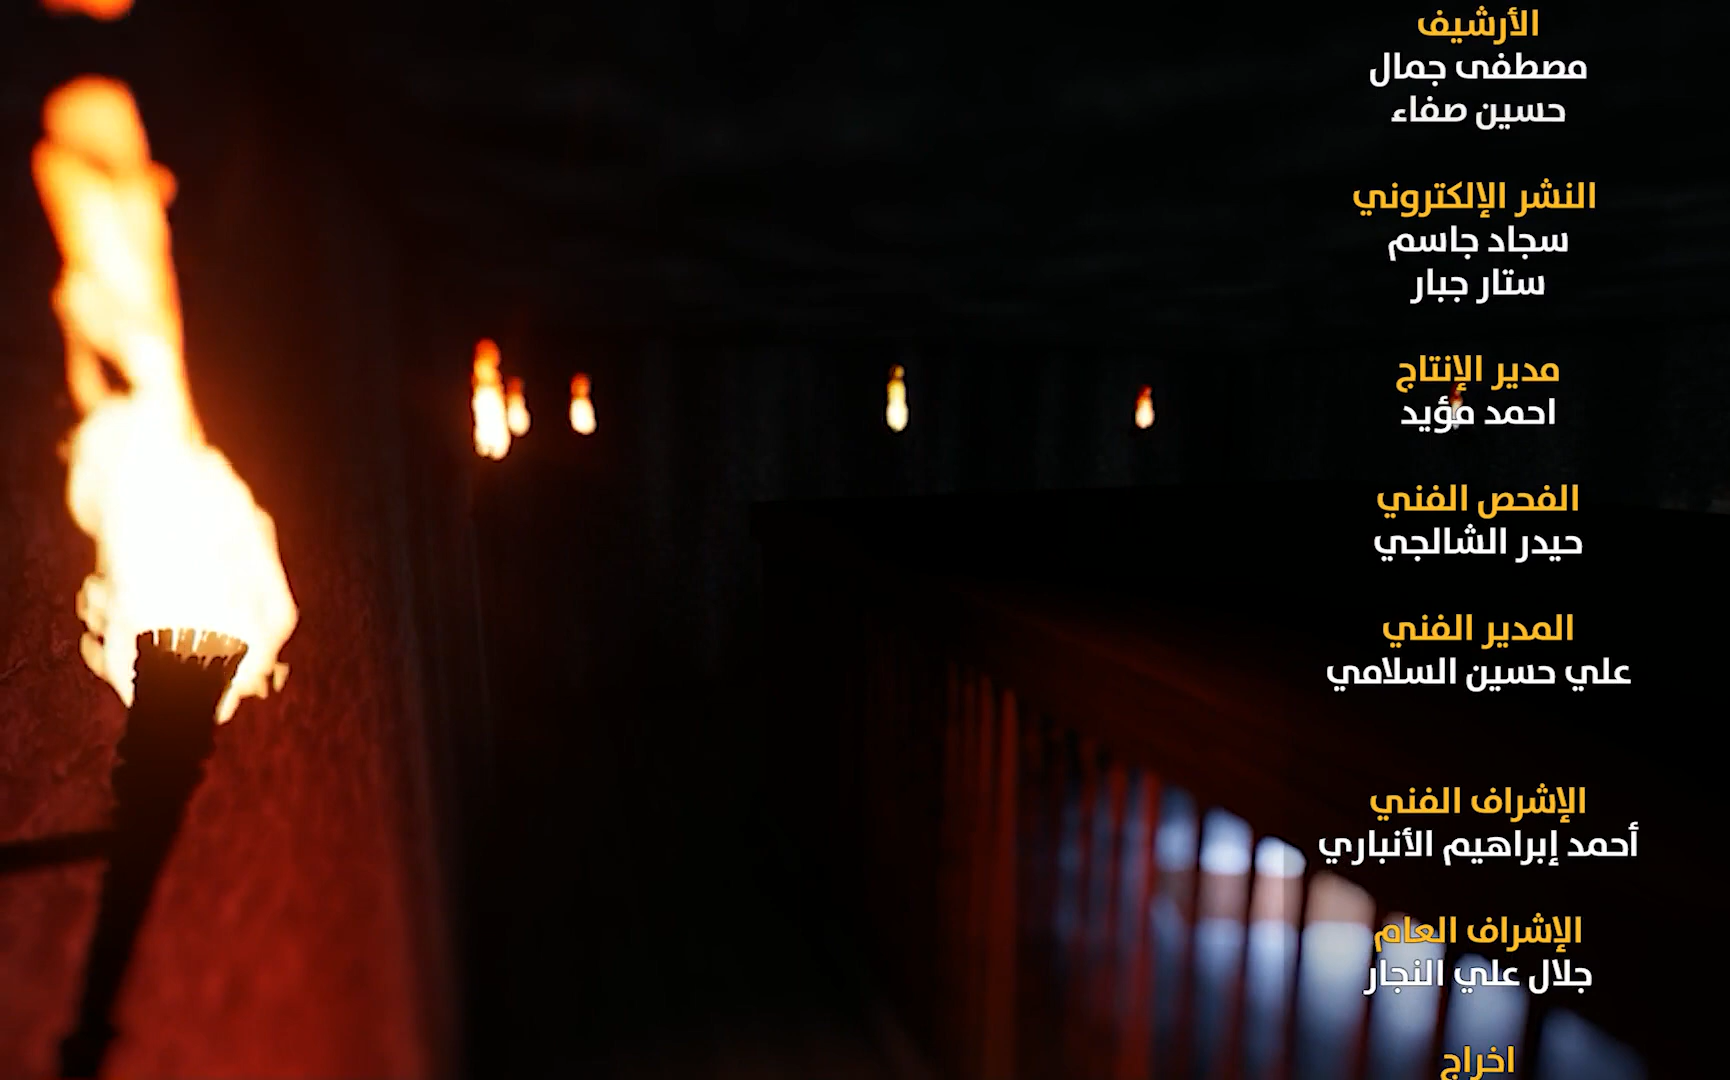 الأرشيف
مصطفى جمال
حسين صفاء
النشر الإلكتروني
سجاد جاسم
ستار جبار
مدير الإنتاج
احمد مؤيد
الفحص الفني
حيدر الشالجي
المدير الفني
علي حسين السلامي
الإشراف الفني
أحمد إبراهيم الأنباري
الإشراف العام
جلال علي النجار
اخراج